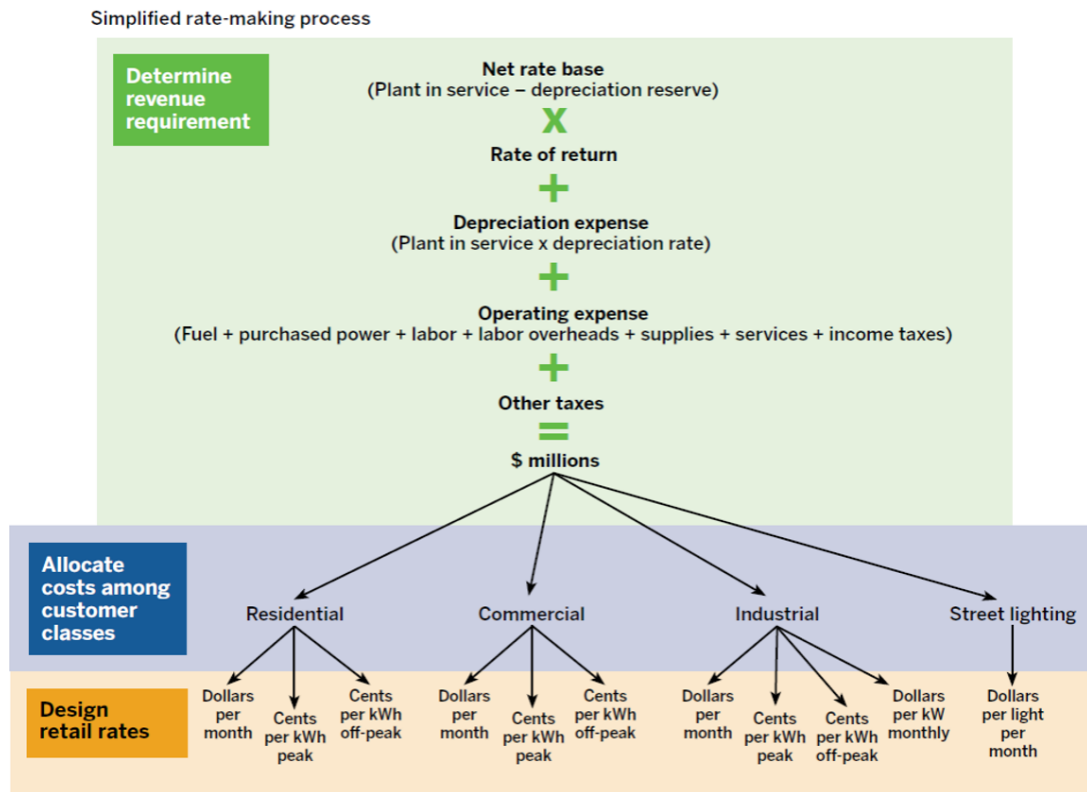 Simplified rate-making process
Determine
revenue
requirement
Net rate base
(Plant in service – depreciation reserve)
X
Rate of return
+
Depreciation expense
(Plant in service x depreciation rate)
+
Operating expense
(Fuel + purchased power + labor + labor overheads + supplies + services + income taxes)
+
Other taxes
=
$ millions
Allocate
costs among
customer
classes
Residential
Commercial
Industrial
Street lighting
Design
retail rates
Dollars
per
month
Cents
per kWh
peak
Cents
per kWh
off-peak
Dollars
per
month
Cents
per kWh
peak
Cents
per kWh
off-peak
Dollars
per
month
Cents
per kWh
peak
Cents
per kWh
off-peak
Dollars
per kW
monthly
Dollars
per light
per
month